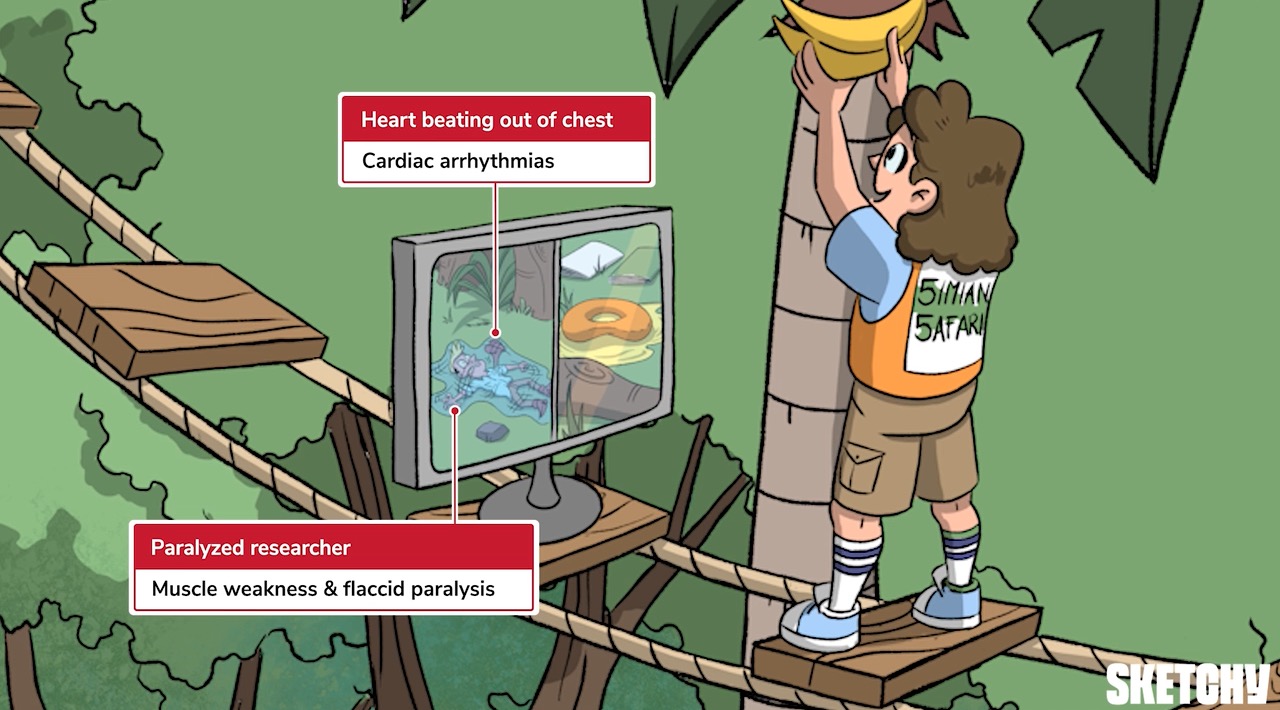 Heart beating out of chest
Cardiac arrhythmias
5IMIAN
5AFARI
Paralyzed researcher
Muscle weakness & flaccid paralysis
SKETCHY